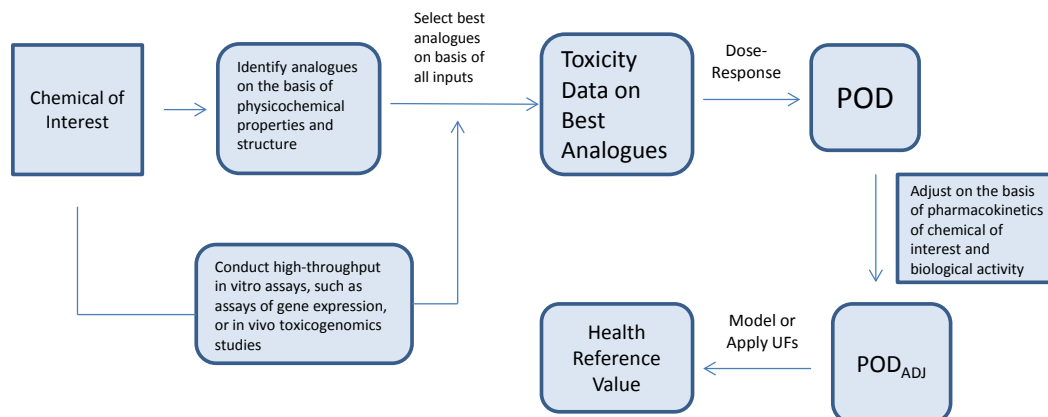 Chemical of
Interest
Identify analogues
on the basis of
physicochemical
properties and
structure
Select best
analogues
on basis of
all inputs
Toxicity
Data on
Best
Analogues
Dose-
Response
POD
Adjust on the basis
of pharmacokinetics
of chemical of
interest and
biological activity
Conduct high-throughput
in vitro assays, such as
assays of gene expression,
or in vivo toxicogenomics
studies
Health
Reference
Value
Model or
Apply UFs
POD_ADJ